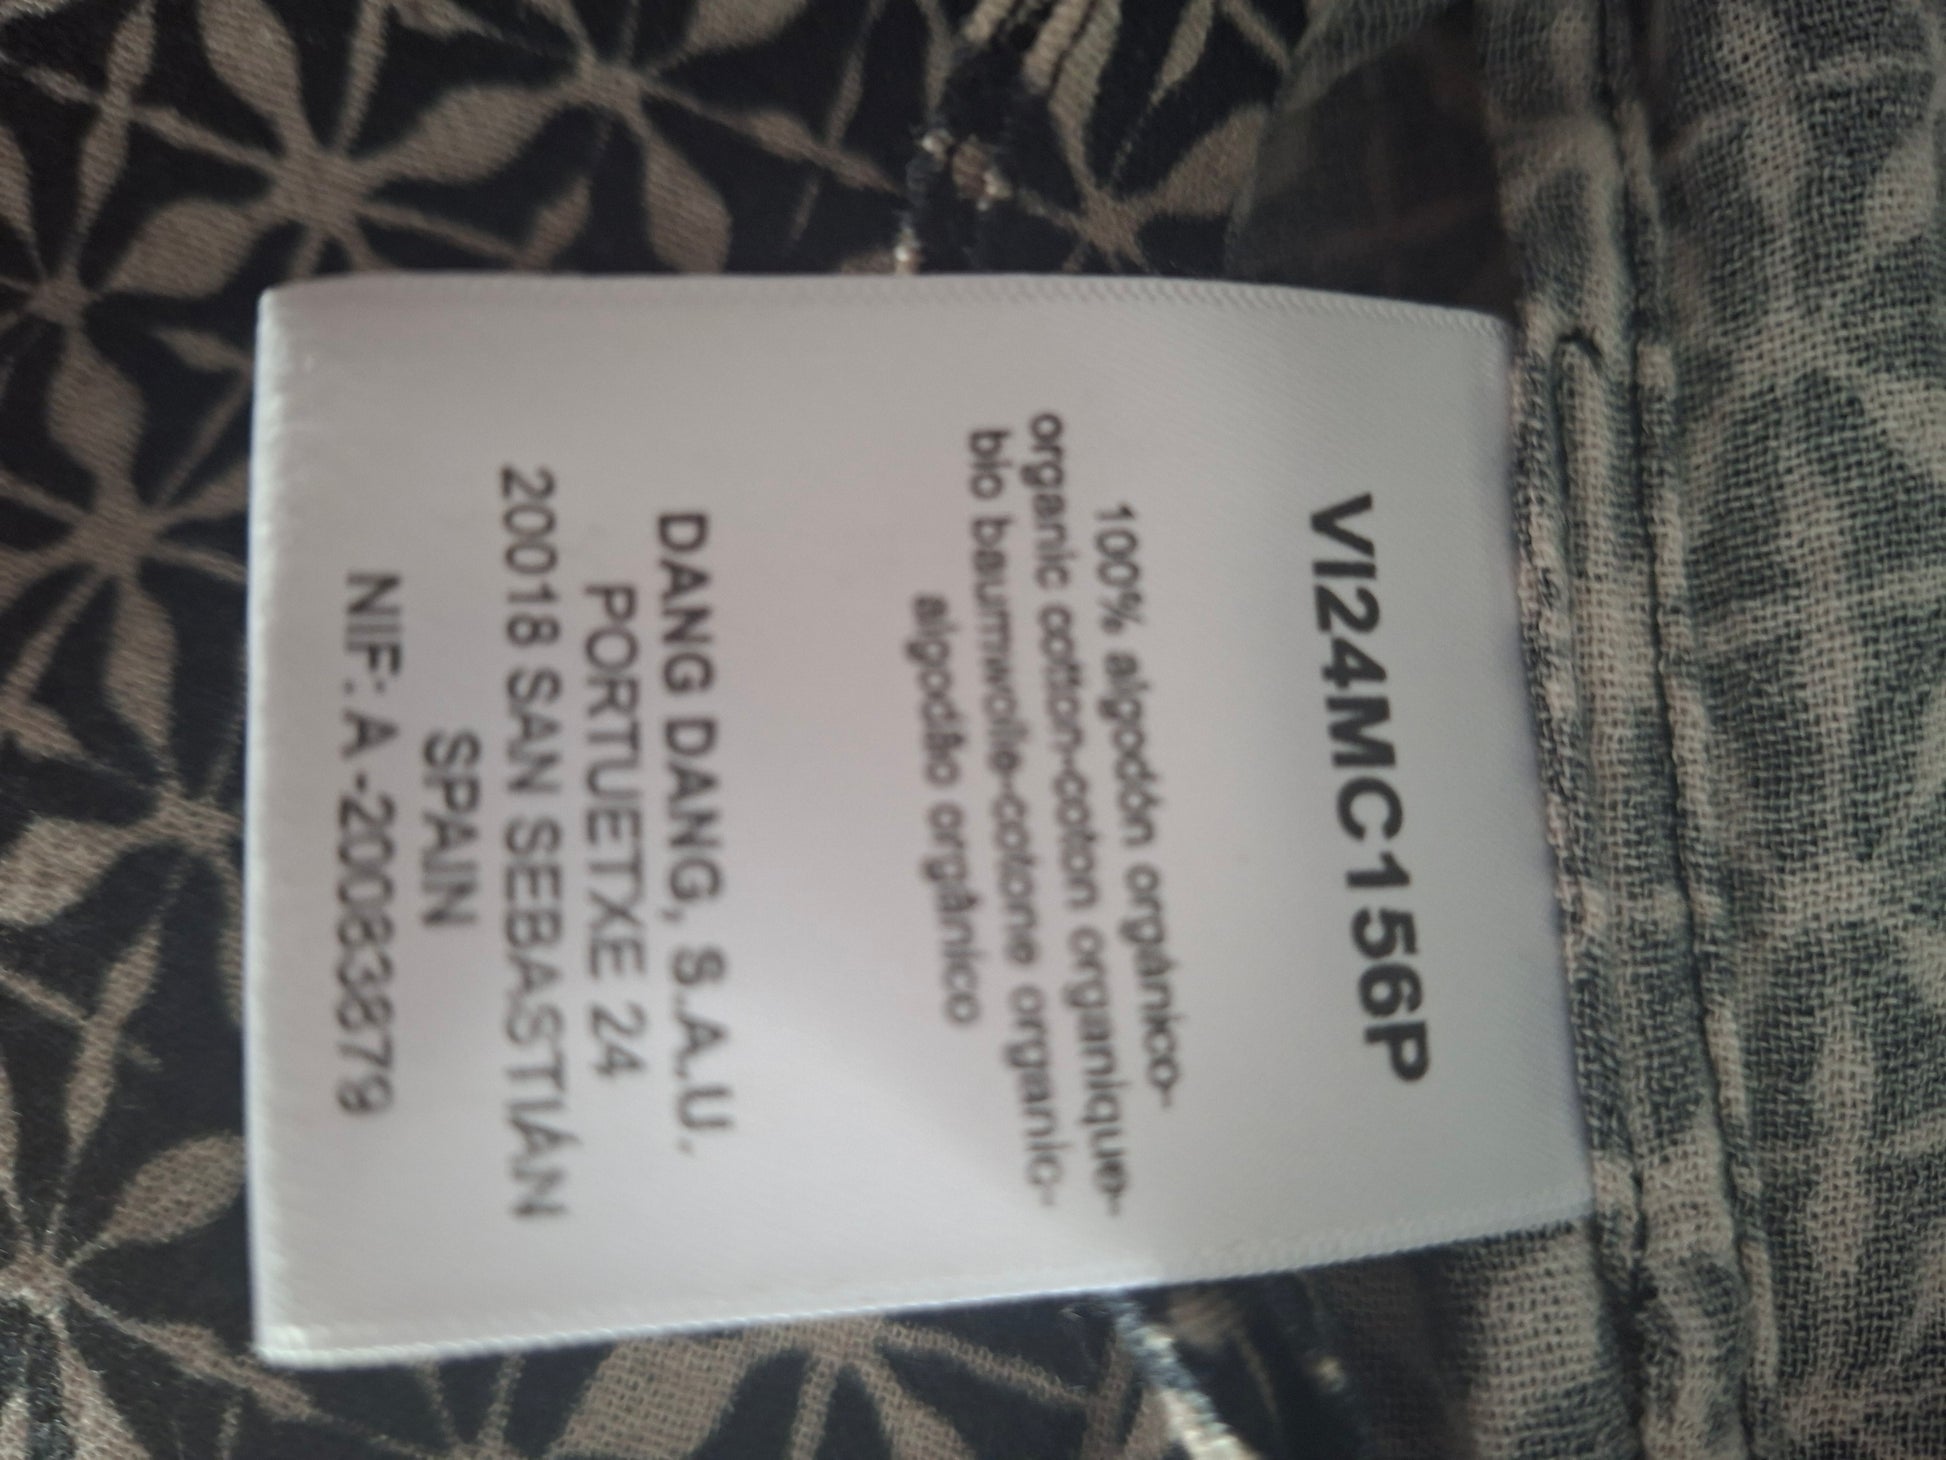 VI24MC156P
100% algodón orgánico-
organic cotton-coton organique-
bio baumwolle-cotone organic-
algodão orgânico
DANG DANG, S.A.U.
PORTUETXE 24
20018 SAN SEBASTIÁN
SPAIN
NIF: A-20083879